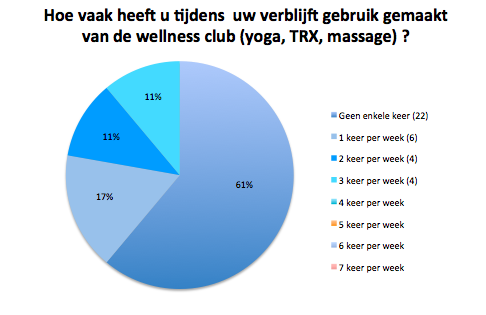 Hoe vaak heeft u tijdens uw verblijft gebruik gemaakt
van de wellness club (yoga, TRX, massage) ?
11%
11%
17%
61%
Geen enkele keer (22)
1 keer per week (6)
2 keer per week (4)
3 keer per week (4)
4 keer per week
5 keer per week
6 keer per week
7 keer per week